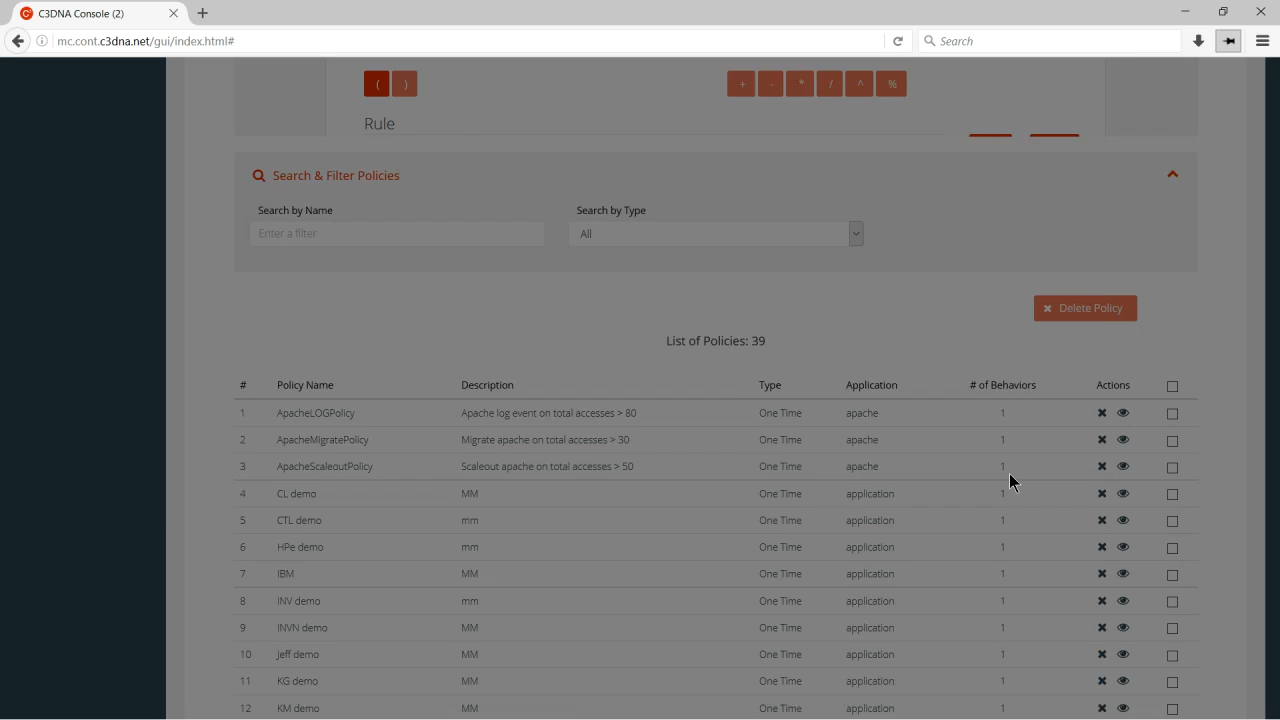 C3DNA Console (2)
mc.cont.c3dna.net/gui/index.html#
Search
( ) + - * / ^ %
Rule
Search & Filter Policies
Search by Name Search by Type
Enter a filter All
Delete Policy
List of Policies: 39
# Policy Name Description Type Application # of Behaviors Actions
1 ApacheLOGPolicy Apache log event on total accesses > 80 One Time apache 1
2 ApacheMigratePolicy Migrate apache on total accesses > 30 One Time apache 1
3 ApacheScaleoutPolicy Scaleout apache on total accesses > 50 One Time apache 1
4 CL demo MM One Time application 1
5 CTL demo mm One Time application 1
6 HPe demo mm One Time application 1
7 IBM MM One Time application 1
8 INV demo mm One Time application 1
9 INVN demo MM One Time application 1
10 Jeff demo MM One Time application 1
11 KG demo MM One Time application 1
12 KM demo MM One Time application 1